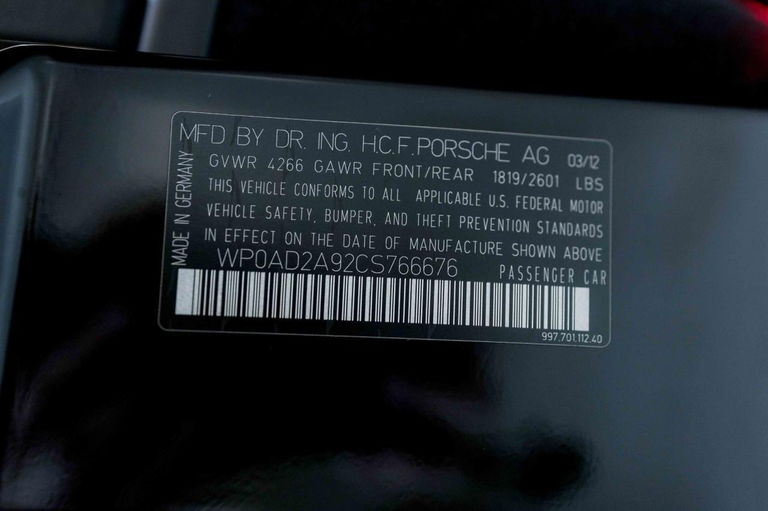 MFD BY DR. ING. H.C.F. PORSCHE AG 03/12
GVWR 4266 GAWR FRONT/REAR 1819/2601 LBS
THIS VEHICLE CONFORMS TO ALL APPLICABLE U.S. FEDERAL MOTOR
VEHICLE SAFETY, BUMPER, AND THEFT PREVENTION STANDARDS
IN EFFECT ON THE DATE OF MANUFACTURE SHOWN ABOVE
WP0AD2A92CS766676 PASSENGER CAR
997.701.112.40
MADE IN GERMANY